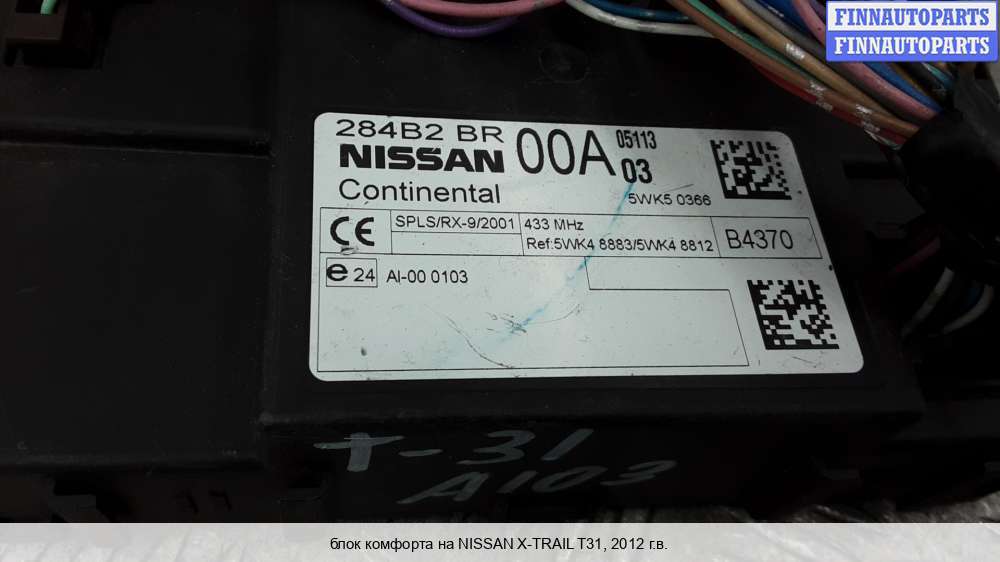 FINNAUTOPARTS
FINNAUTOPARTS
284B2 BR
NISSAN
00A
05113
03
Continental
5WK5 0366
CE
SPLS/RX-9/2001
433 MHz
Ref:5WK4 8883/5WK4 8812
B4370
e 24
AI-00 0103
T-31
A103
блок комфорта на NISSAN X-TRAIL T31, 2012 г.в.